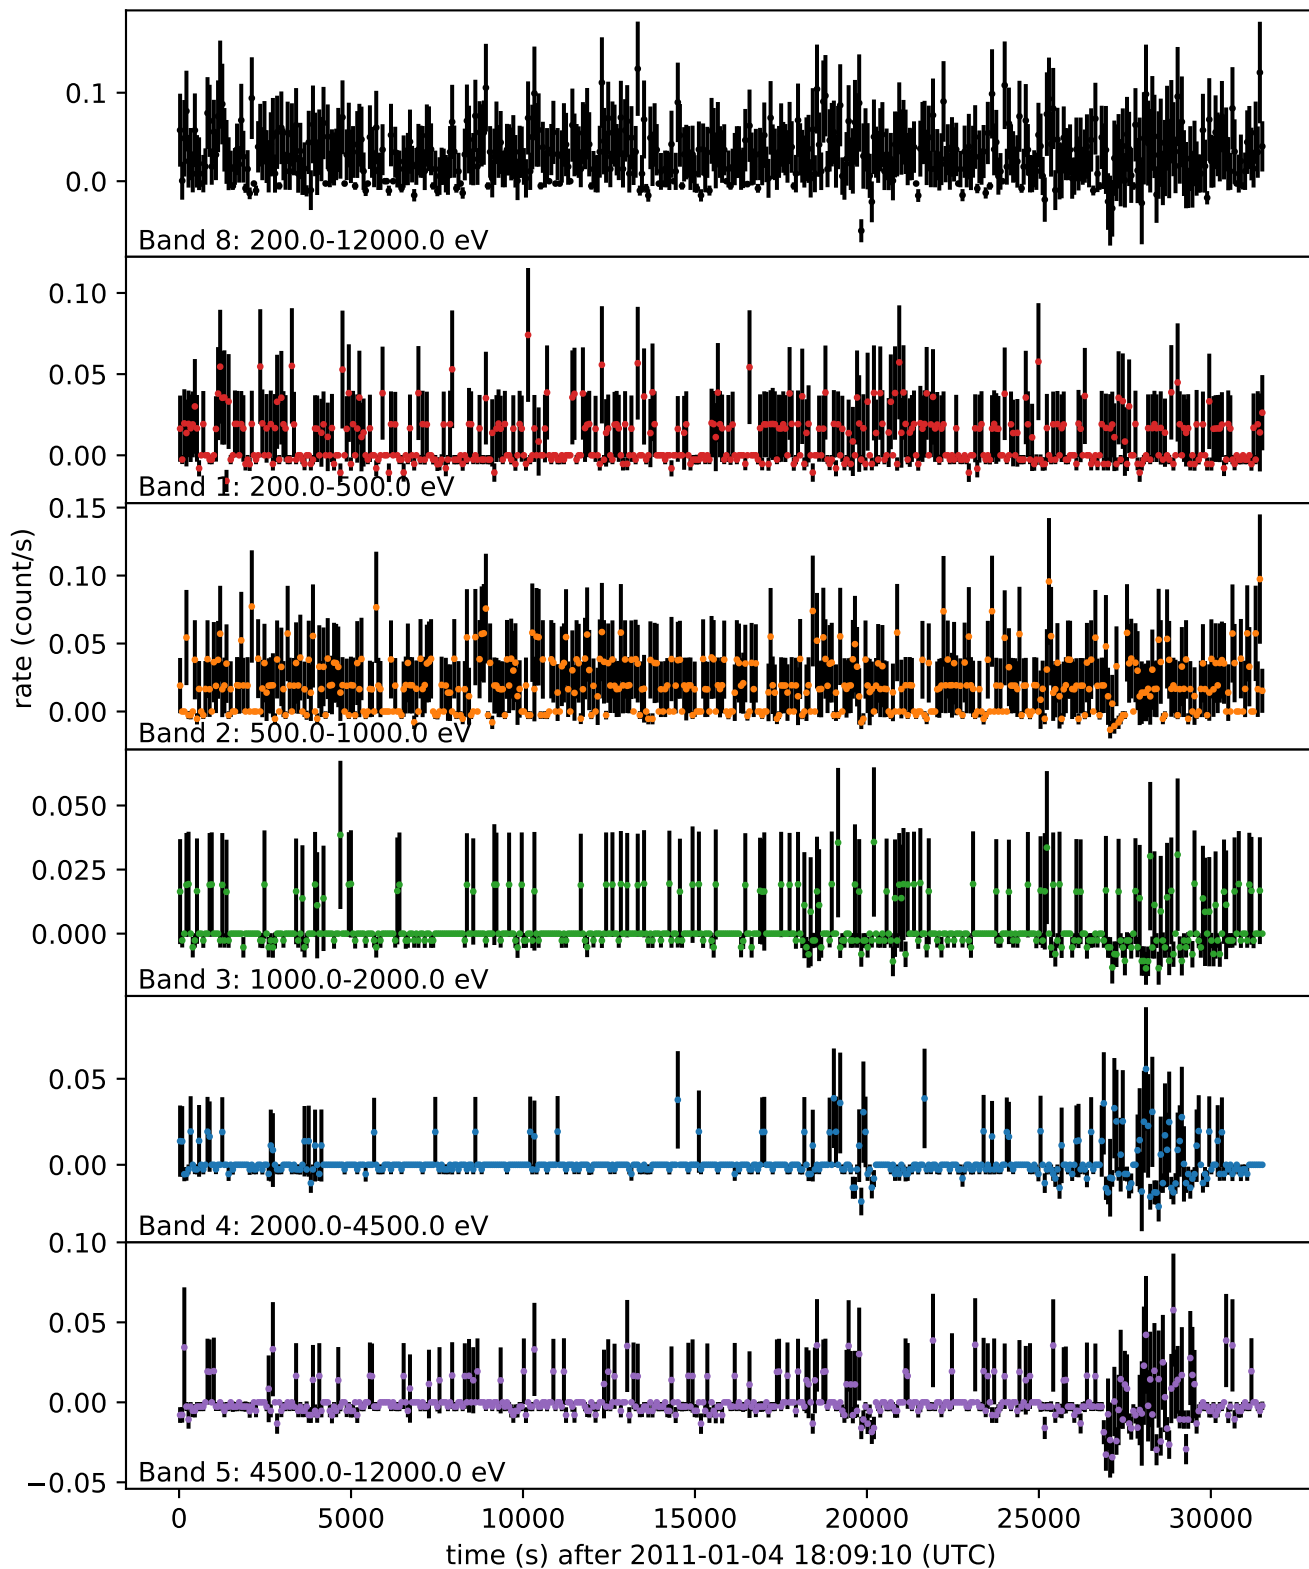 0.1
0.0
Band 8: 200.0-12000.0 eV
0.10
0.05
0.00
Band 1: 200.0-500.0 eV
0.15
0.10
0.05
0.00
Band 2: 500.0-1000.0 eV
rate (count/s)
0.050
0.025
0.000
Band 3: 1000.0-2000.0 eV
0.05
0.00
Band 4: 2000.0-4500.0 eV
0.10
0.05
0.00
−0.05
Band 5: 4500.0-12000.0 eV
0 5000 10000 15000 20000 25000 30000
time (s) after 2011-01-04 18:09:10 (UTC)